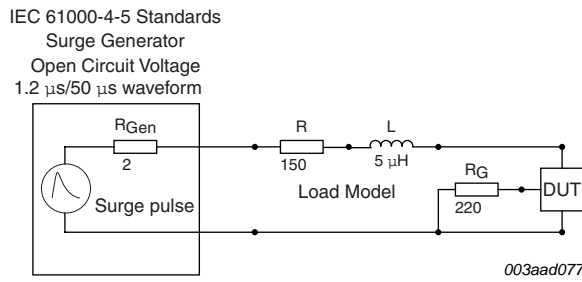 IEC 61000-4-5 Standards
Surge Generator
Open Circuit Voltage
1.2 μs/50 μs waveform
RGen
2
Surge pulse
R
150
L
5 μH
Load Model
RG
220
DUT
003aad077